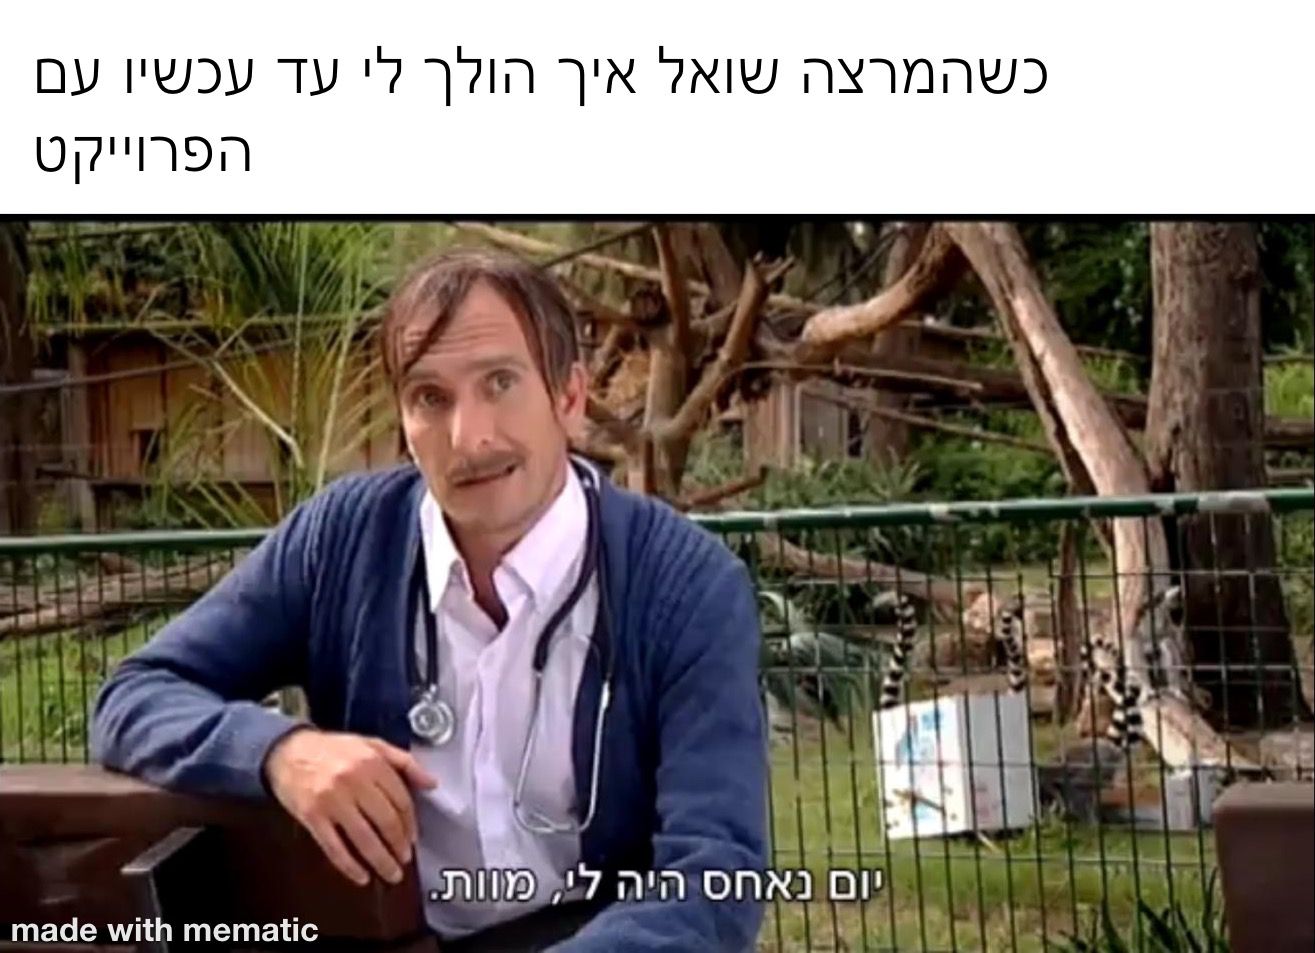 כשהמרצה שואל איך הולך לי עד עכשיו עם
הפרוייקט
יום נאחס היה לי, מוות.
made with mematic